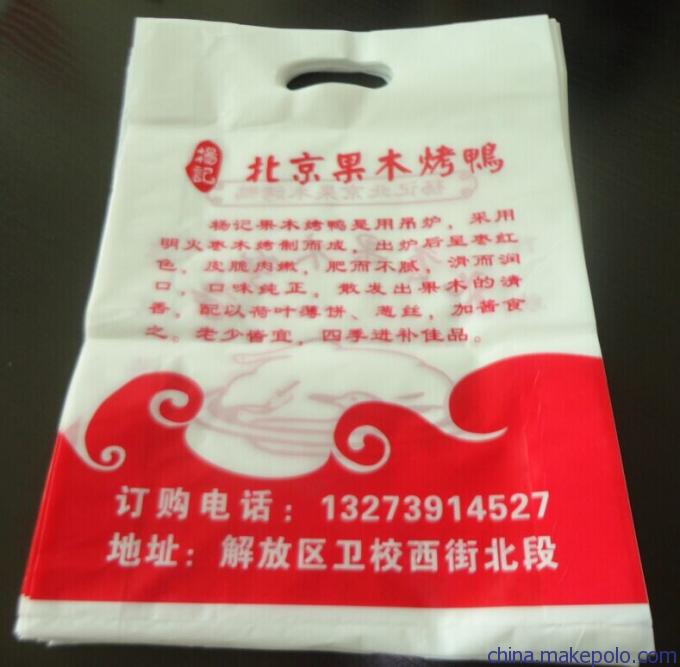 楊記
北京果木烤鴨
杨记果木烤鸭是用吊炉，采用
明火枣木烤制而成，出炉后呈枣红
色，皮脆肉嫩，肥而不腻，滑而润
口，口味纯正，散发出果木的清
香，配以荷叶薄饼、葱丝，加酱食
之。老少皆宜，四季进补佳品。
订购电话：13273914527
地址：解放区卫校西街北段
china.makepolo.com